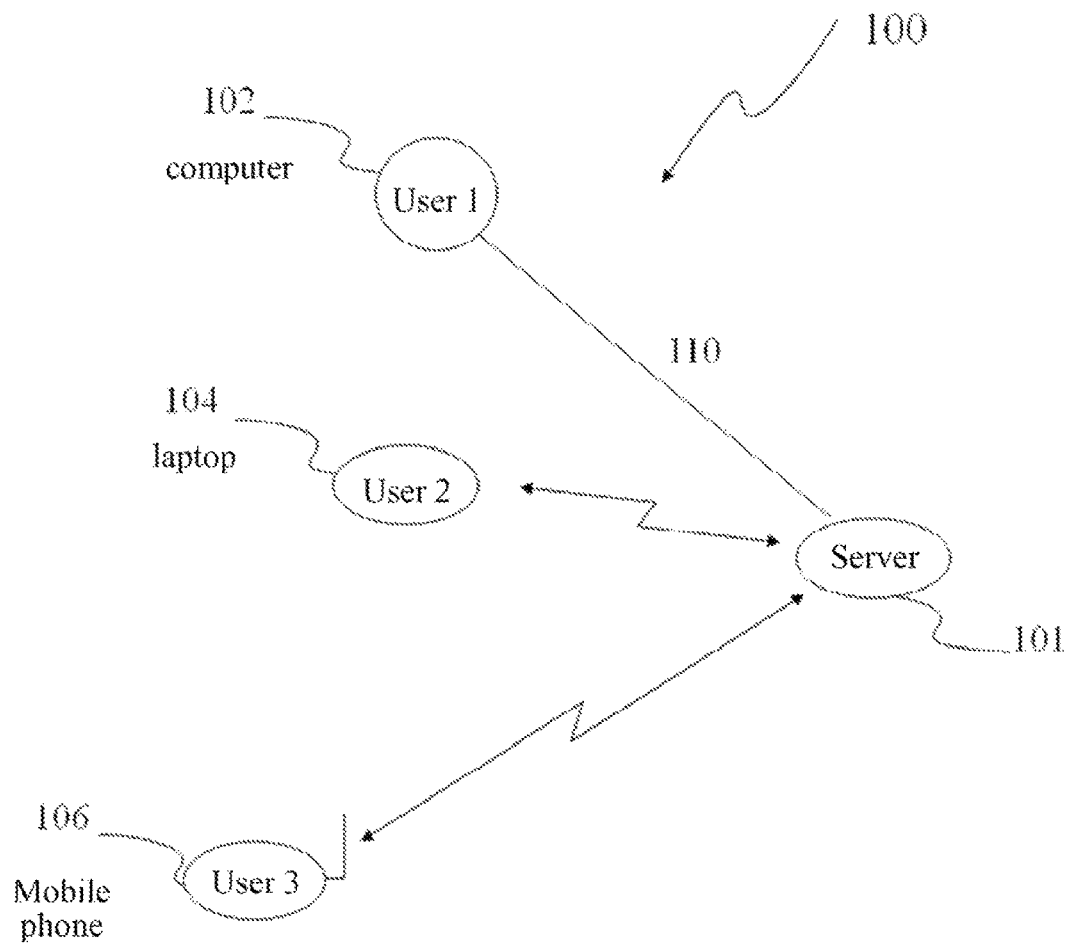 100
102
computer
User 1
110
104
laptop
User 2
Server
101
106
User 3
Mobile
phone